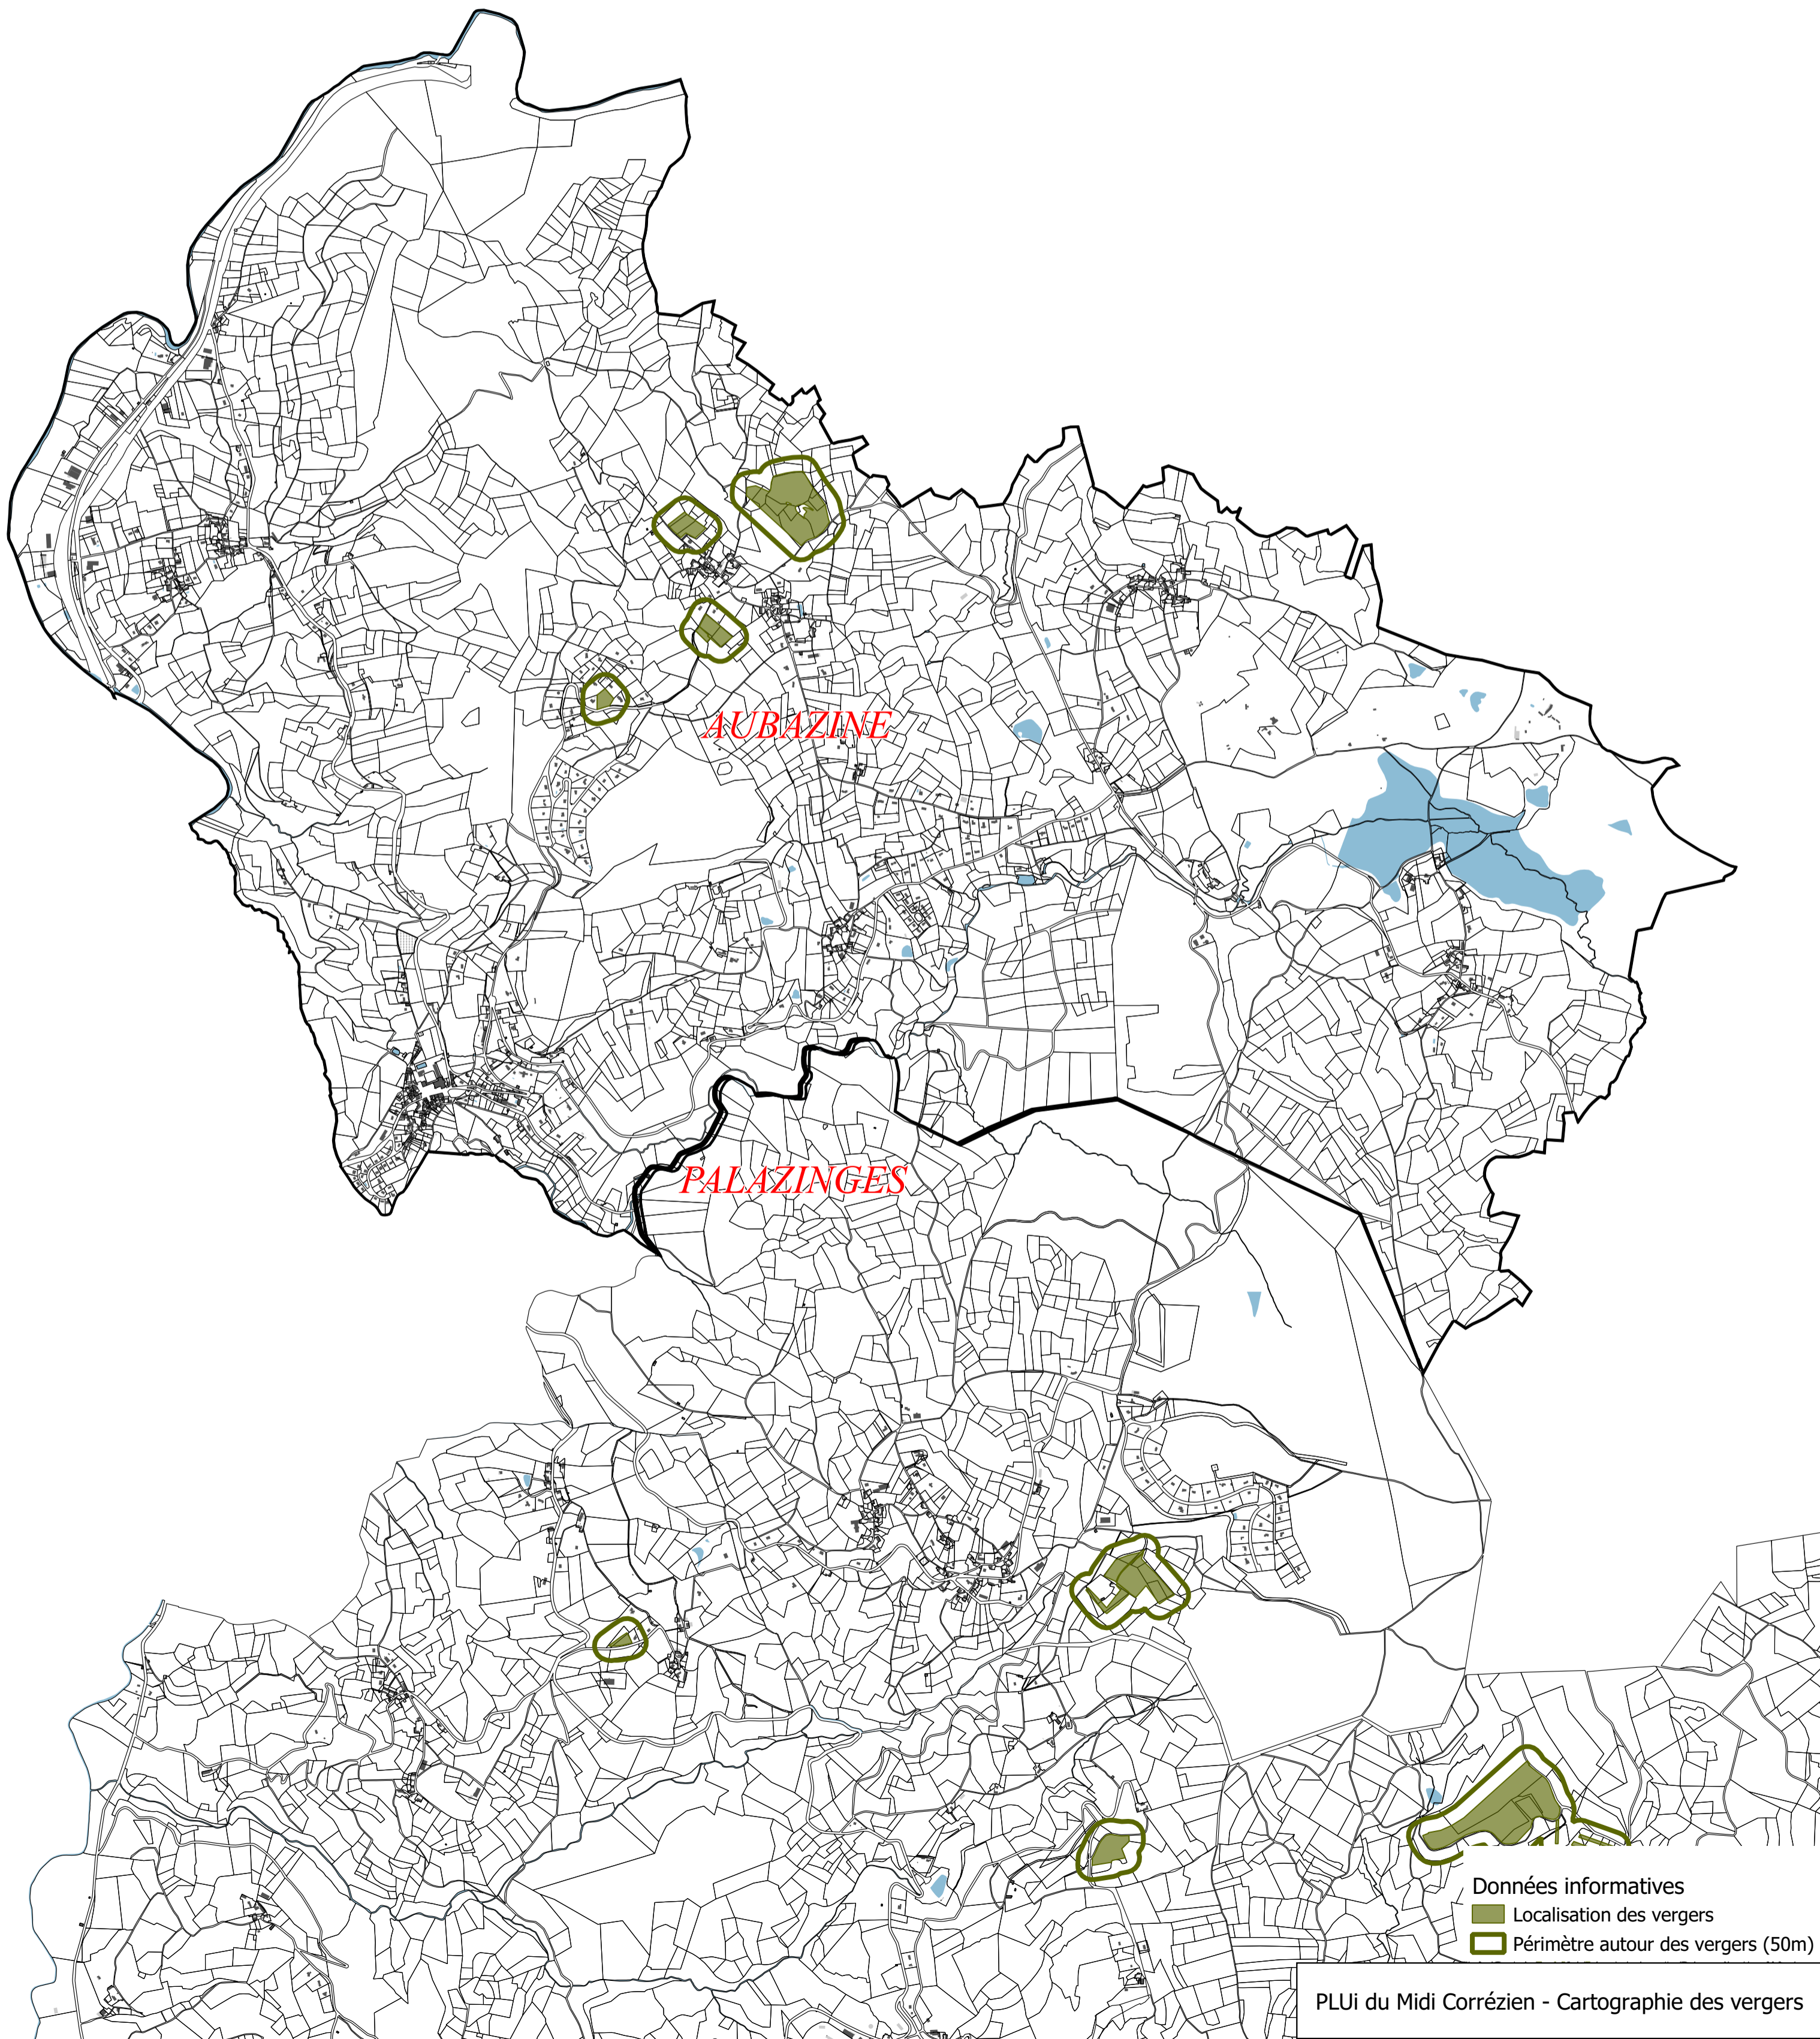 AUBAZINE
PALAZINGES
Données informatives
Localisation des vergers
Périmètre autour des vergers (50m)
PLUi du Midi Corrézien - Cartographie des vergers